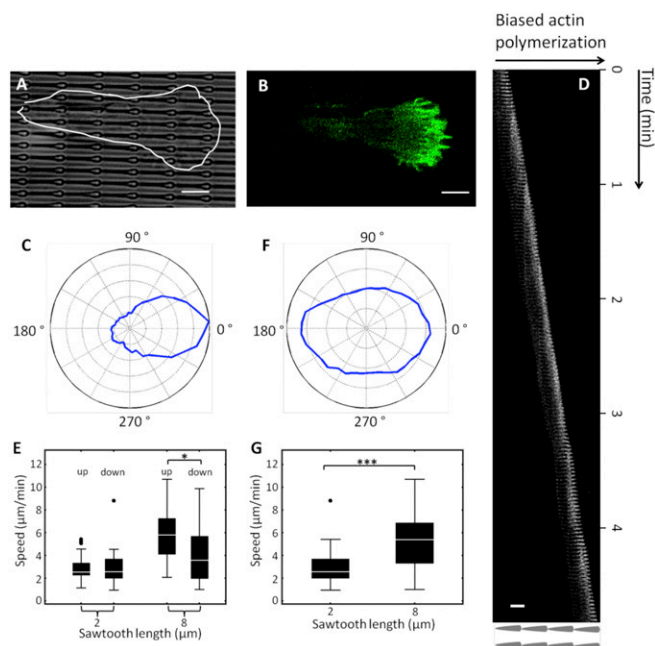 Biased actin
polymerization
A
B
D
Time (min)
0
1
2
3
4
C
90 °
180 °
0 °
270 °
F
90 °
180 °
0 °
270 °
E
Speed (µm/min)
12
10
8
6
4
2
0
up down
*
up down
2 8
Sawtooth length (µm)
G
Speed (µm/min)
12
10
8
6
4
2
0
***
2 8
Sawtooth length (µm)